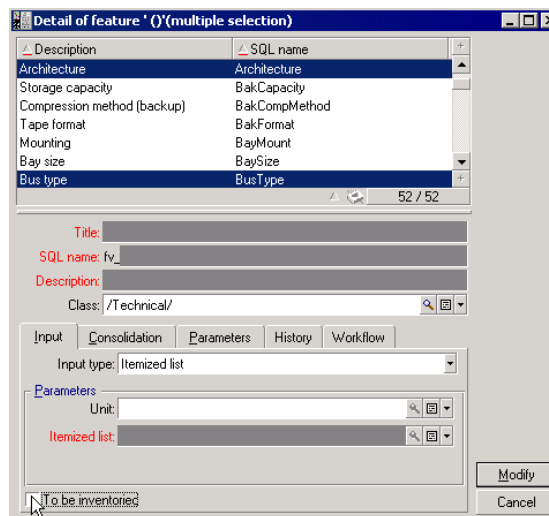 Detail of feature ' ()'(multiple selection)
Description SQL name
Architecture Architecture
Storage capacity BakCapacity
Compression method (backup) BakCompMethod
Tape format BakFormat
Mounting BayMount
Bay size BaySize
Bus type BusType
52 / 52
Title:
SQL name: fv_
Description:
Class: /Technical/
Input Consolidation Parameters History Workflow
Input type: Itemized list
Parameters
Unit:
Itemized list:
Modify
To be inventoried
Cancel